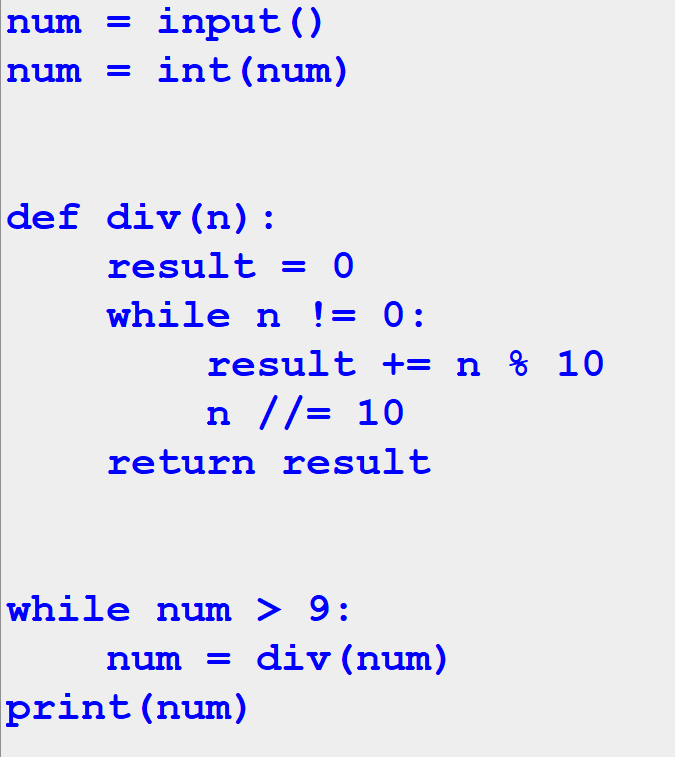 num = input()
num = int(num)
def div(n):
    result = 0
    while n != 0:
        result += n % 10
        n //= 10
    return result
while num > 9:
    num = div(num)
print(num)